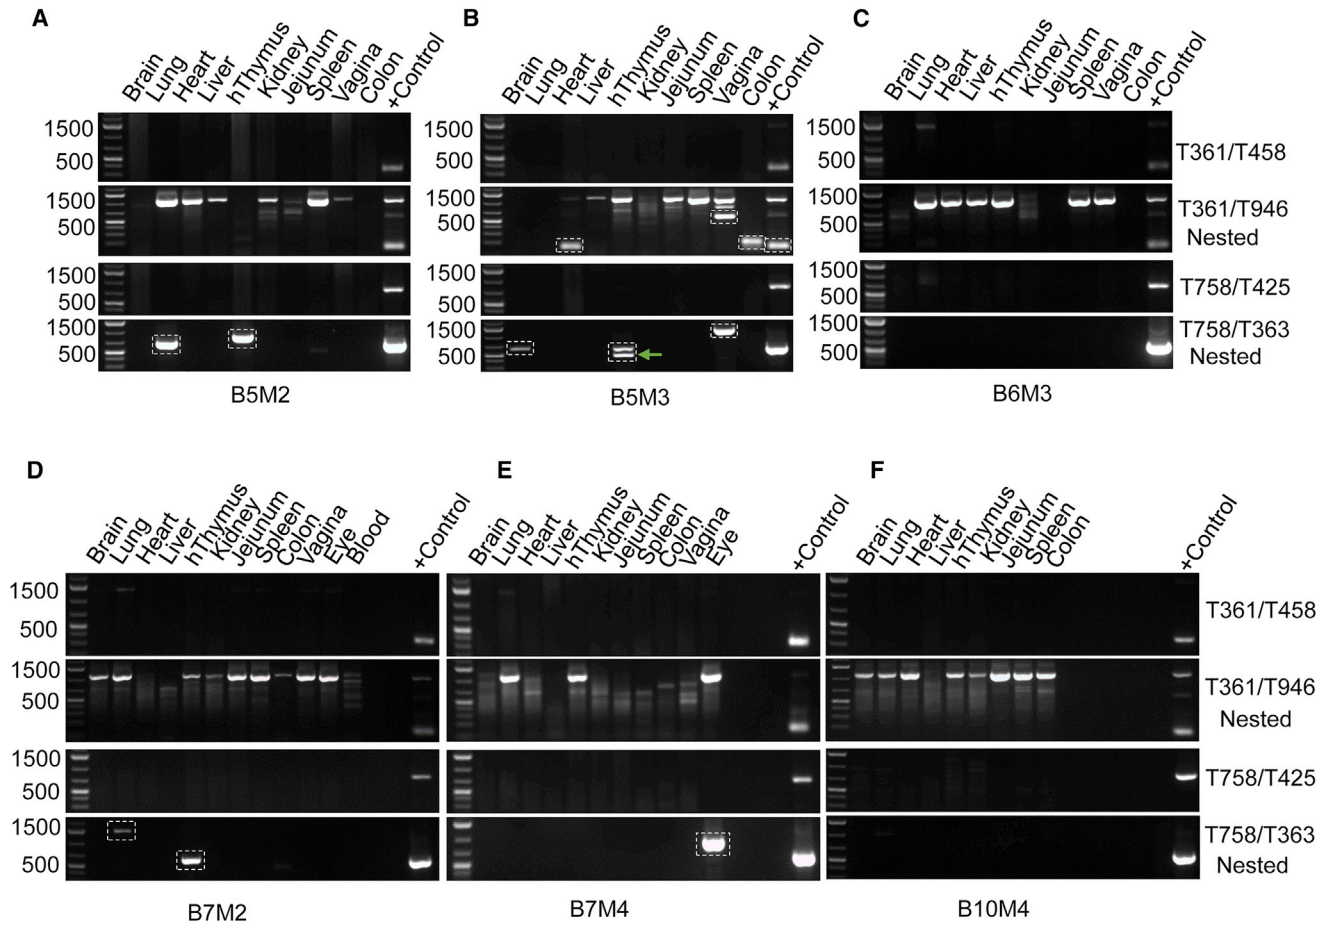 A
Brain Lung Heart Liver hThymus Kidney Jejunum Spleen Vagina Colon +Control
1500
500
1500
500
1500
500
1500
500
B5M2
B
Brain Lung Heart Liver hThymus Kidney Jejunum Spleen Vagina Colon +Control
1500
500
1500
500
1500
500
1500
500
B5M3
C
Brain Lung Heart Liver hThymus Kidney Jejunum Spleen Vagina Colon +Control
1500
500
1500
500
1500
500
1500
500
B6M3
T361/T458
T361/T946
Nested
T758/T425
T758/T363
Nested
D
Brain Lung Heart Liver hThymus Kidney Jejunum Spleen Colon Vagina Eye Blood +Control
1500
500
1500
500
1500
500
1500
500
B7M2
E
Brain Lung Heart Liver hThymus Kidney Jejunum Spleen Colon Vagina Eye +Control
B7M4
F
Brain Lung Heart Liver hThymus Kidney Jejunum Spleen Colon +Control
B10M4
T361/T458
T361/T946
Nested
T758/T425
T758/T363
Nested